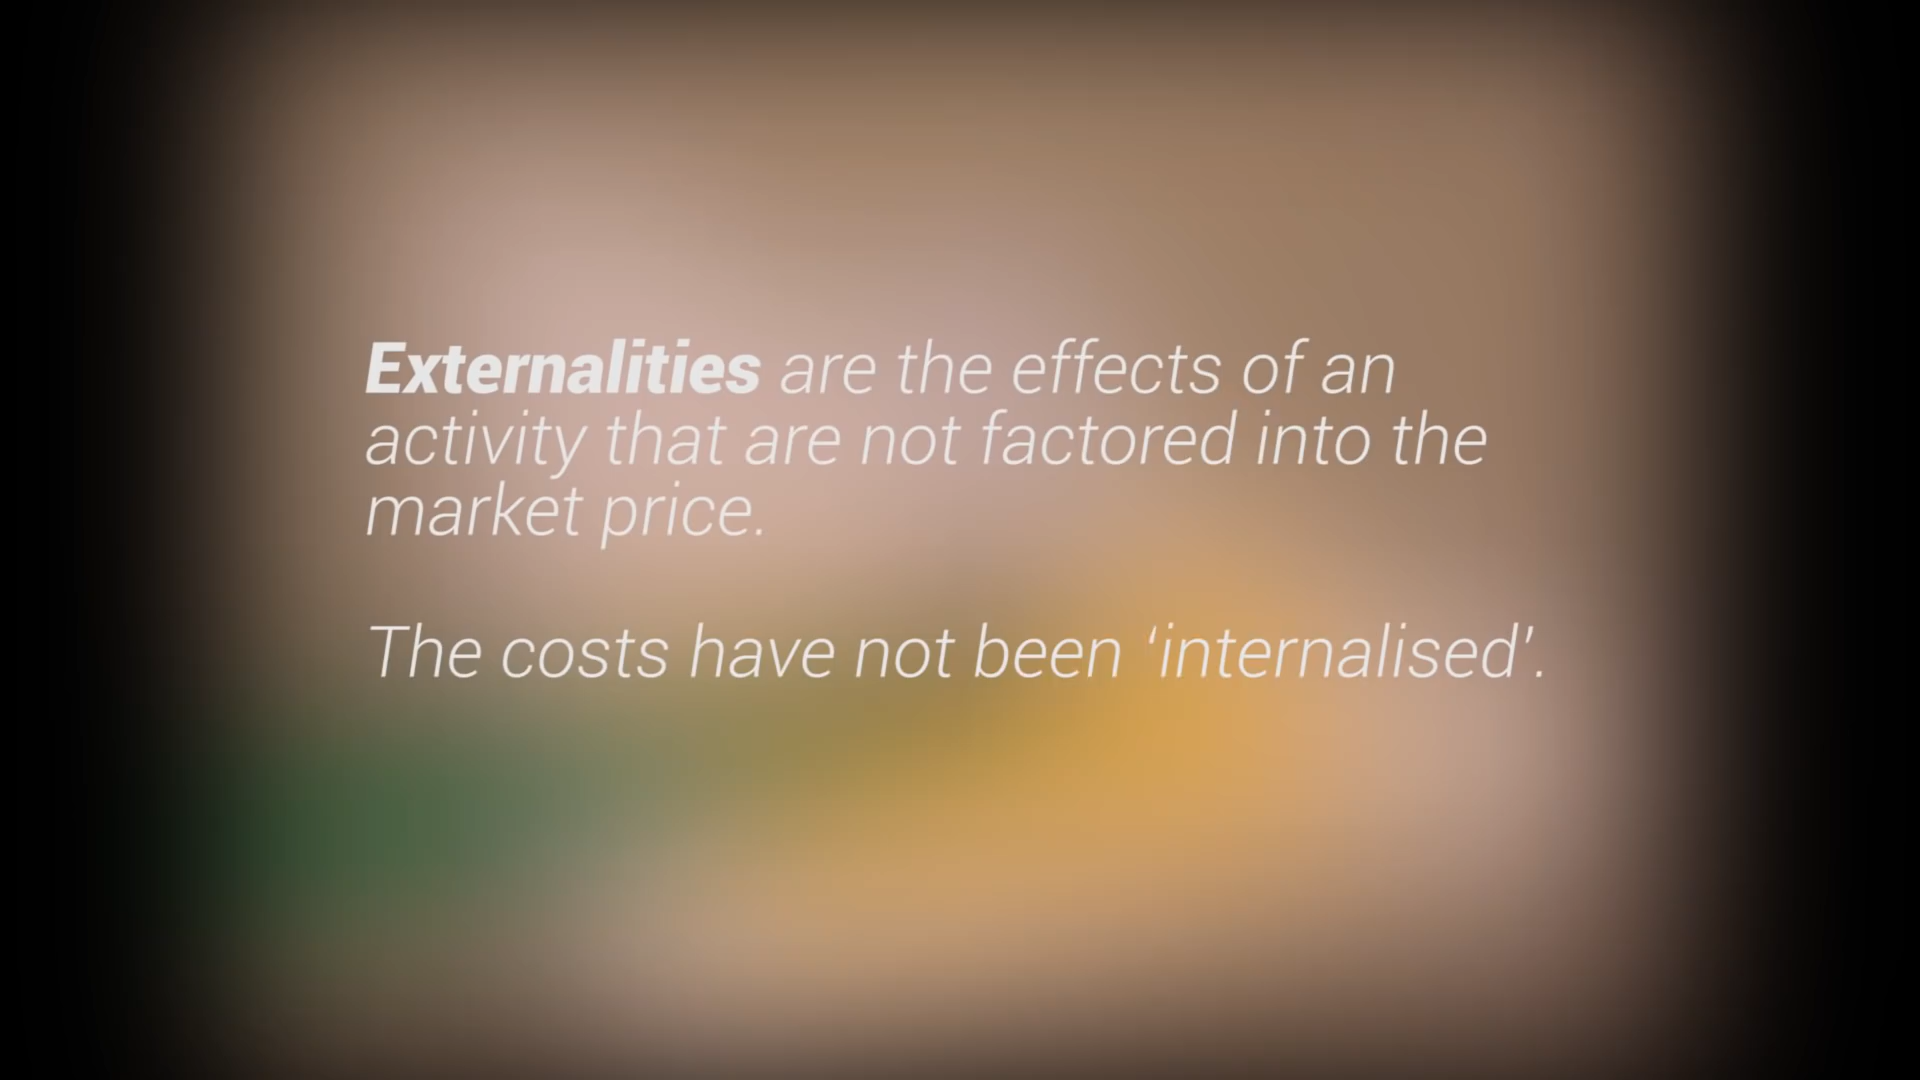 Externalities are the effects of an
activity that are not factored into the
market price.
The costs have not been ‘internalised’.